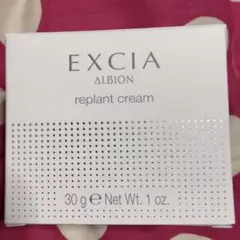 EXCIA
ALBION
replant cream
30 g ℮ Net Wt. 1 oz.